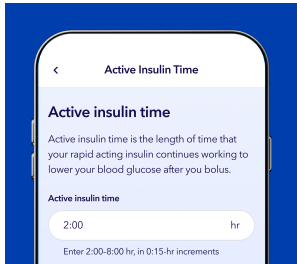 Active Insulin Time
Active insulin time
Active insulin time is the length of time that
your rapid acting insulin continues working to
lower your blood glucose after you bolus.
Active insulin time
2:00 hr
Enter 2:00-8:00 hr, in 0:15-hr increments